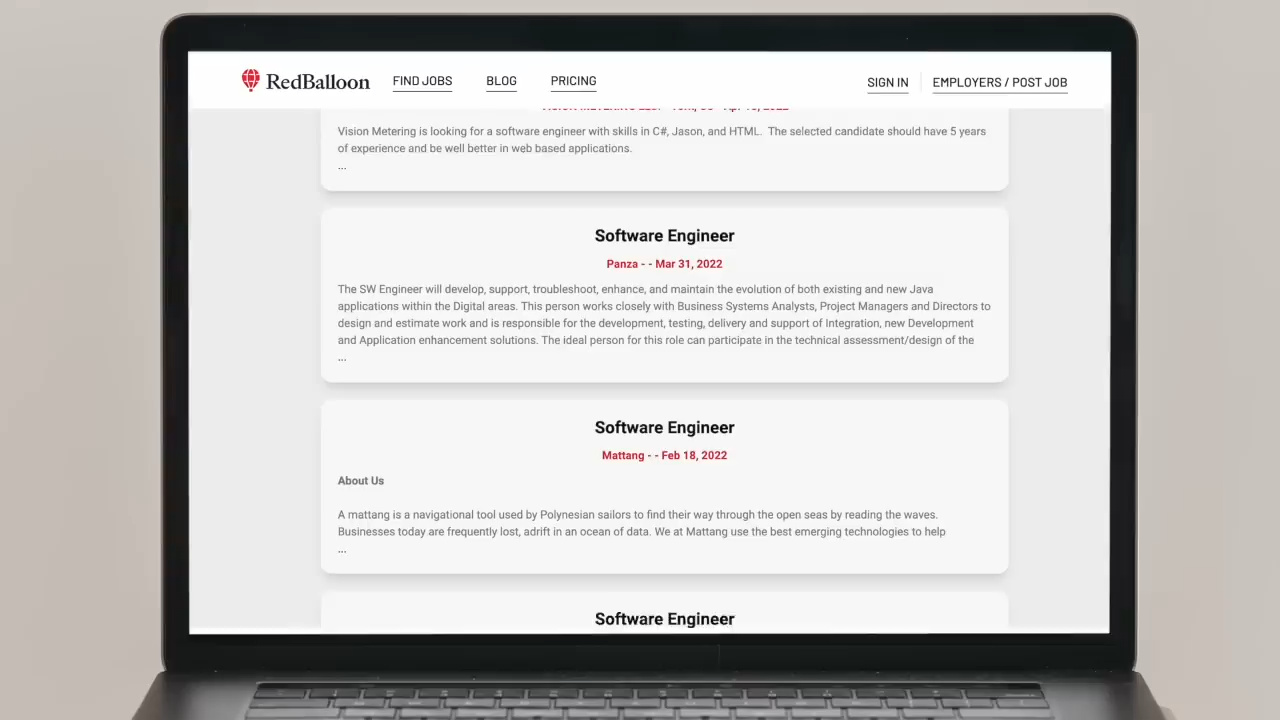 RedBalloon
FIND JOBS
BLOG
PRICING
SIGN IN
EMPLOYERS / POST JOB
Vision Metering is looking for a software engineer with skills in C#, Jason, and HTML. The selected candidate should have 5 years
of experience and be well better in web based applications.
...
Software Engineer
Panza - - Mar 31, 2022
The SW Engineer will develop, support, troubleshoot, enhance, and maintain the evolution of both existing and new Java
applications within the Digital areas. This person works closely with Business Systems Analysts, Project Managers and Directors to
design and estimate work and is responsible for the development, testing, delivery and support of Integration, new Development
and Application enhancement solutions. The ideal person for this role can participate in the technical assessment/design of the
...
Software Engineer
Mattang - - Feb 18, 2022
About Us
A mattang is a navigational tool used by Polynesian sailors to find their way through the open seas by reading the waves.
Businesses today are frequently lost, adrift in an ocean of data. We at Mattang use the best emerging technologies to help
...
Software Engineer